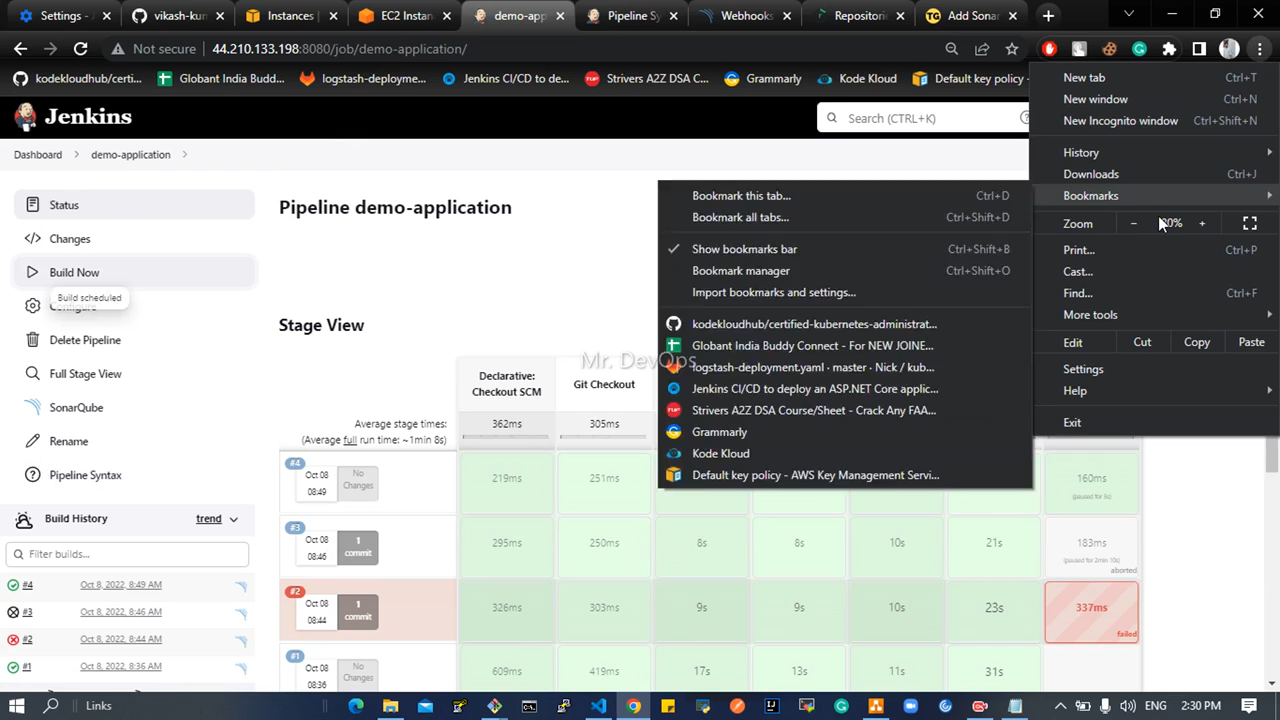 Settings -
vikash-kun
Instances |
EC2 Instan
demo-app
Pipeline Sy
Webhooks
Repositorie
Add Sonar
Not secure
44.210.133.198:8080/job/demo-application/
kodekloudhub/certi...
Globant India Budd...
logstash-deployme...
Jenkins CI/CD to de...
Strivers A2Z DSA C...
Grammarly
Kode Kloud
Default key policy -
Jenkins
Search (CTRL+K)
Dashboard
demo-application
Status
Changes
Build Now
Build scheduled
Configure
Delete Pipeline
Full Stage View
SonarQube
Rename
Pipeline Syntax
Build History
trend
Filter builds...
#4 Oct 8, 2022, 8:49 AM
#3 Oct 8, 2022, 8:46 AM
#2 Oct 8, 2022, 8:44 AM
#1 Oct 8, 2022, 8:36 AM
Pipeline demo-application
Stage View
Mr. DevOps
Declarative:
Checkout SCM
Git Checkout
Average stage times:
(Average full run time: ~1min 8s)
362ms
305ms
#4
Oct 08
08:49
No
Changes
219ms
251ms
160ms
(paused for 8s)
#3
Oct 08
08:46
1
commit
295ms
250ms
8s
8s
10s
21s
183ms
(paused for 2min 10s)
aborted
#2
Oct 08
08:44
1
commit
326ms
303ms
9s
9s
10s
23s
337ms
failed
#1
Oct 08
08:36
No
Changes
609ms
419ms
17s
13s
11s
31s
Bookmark this tab... Ctrl+D
Bookmark all tabs... Ctrl+Shift+D
Show bookmarks bar Ctrl+Shift+B
Bookmark manager Ctrl+Shift+O
Import bookmarks and settings...
kodekloudhub/certified-kubernetes-administrat...
Globant India Buddy Connect - For NEW JOINE...
logstash-deployment.yaml · master · Nick / kub...
Jenkins CI/CD to deploy an ASP.NET Core applic...
Strivers A2Z DSA Course/Sheet - Crack Any FAA...
Grammarly
Kode Kloud
Default key policy - AWS Key Management Servi...
New tab Ctrl+T
New window Ctrl+N
New Incognito window Ctrl+Shift+N
History
Downloads Ctrl+J
Bookmarks
Zoom - +
Print... Ctrl+P
Cast...
Find... Ctrl+F
More tools
Edit Cut Copy Paste
Settings
Help
Exit
Links
ENG
2:30 PM